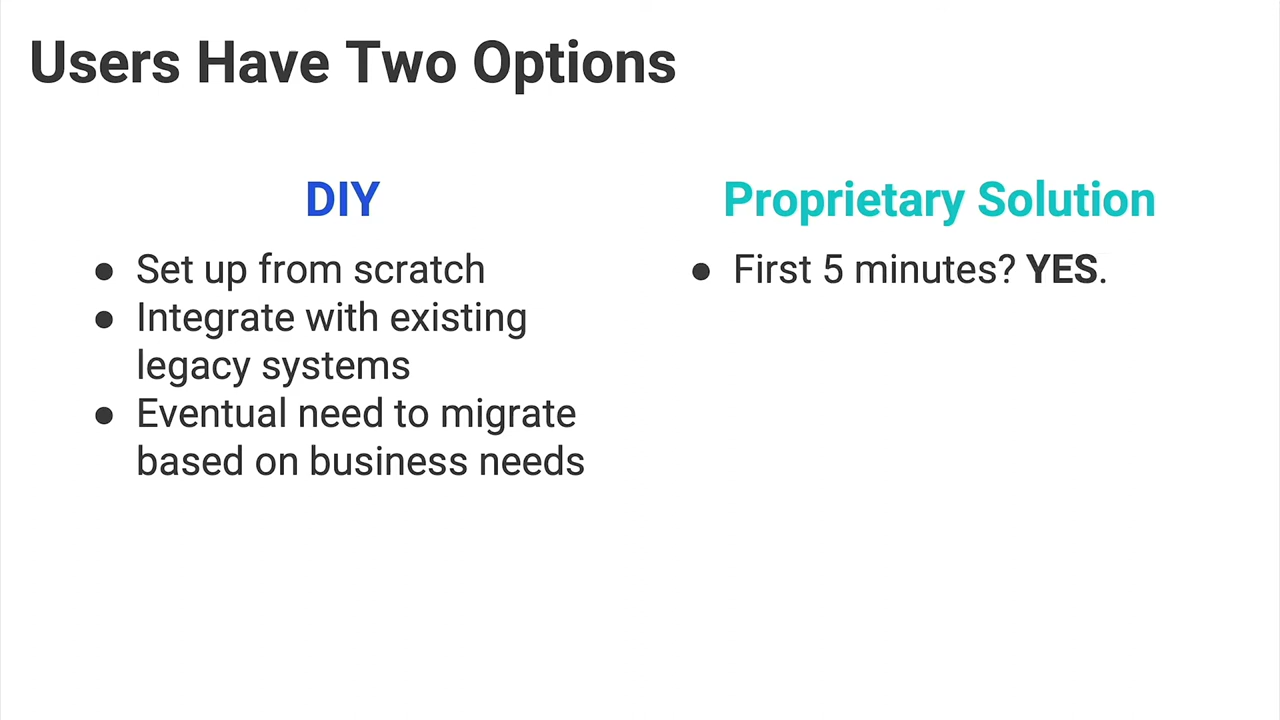 Users Have Two Options
DIY
● Set up from scratch
● Integrate with existing
legacy systems
● Eventual need to migrate
based on business needs
Proprietary Solution
● First 5 minutes? YES.